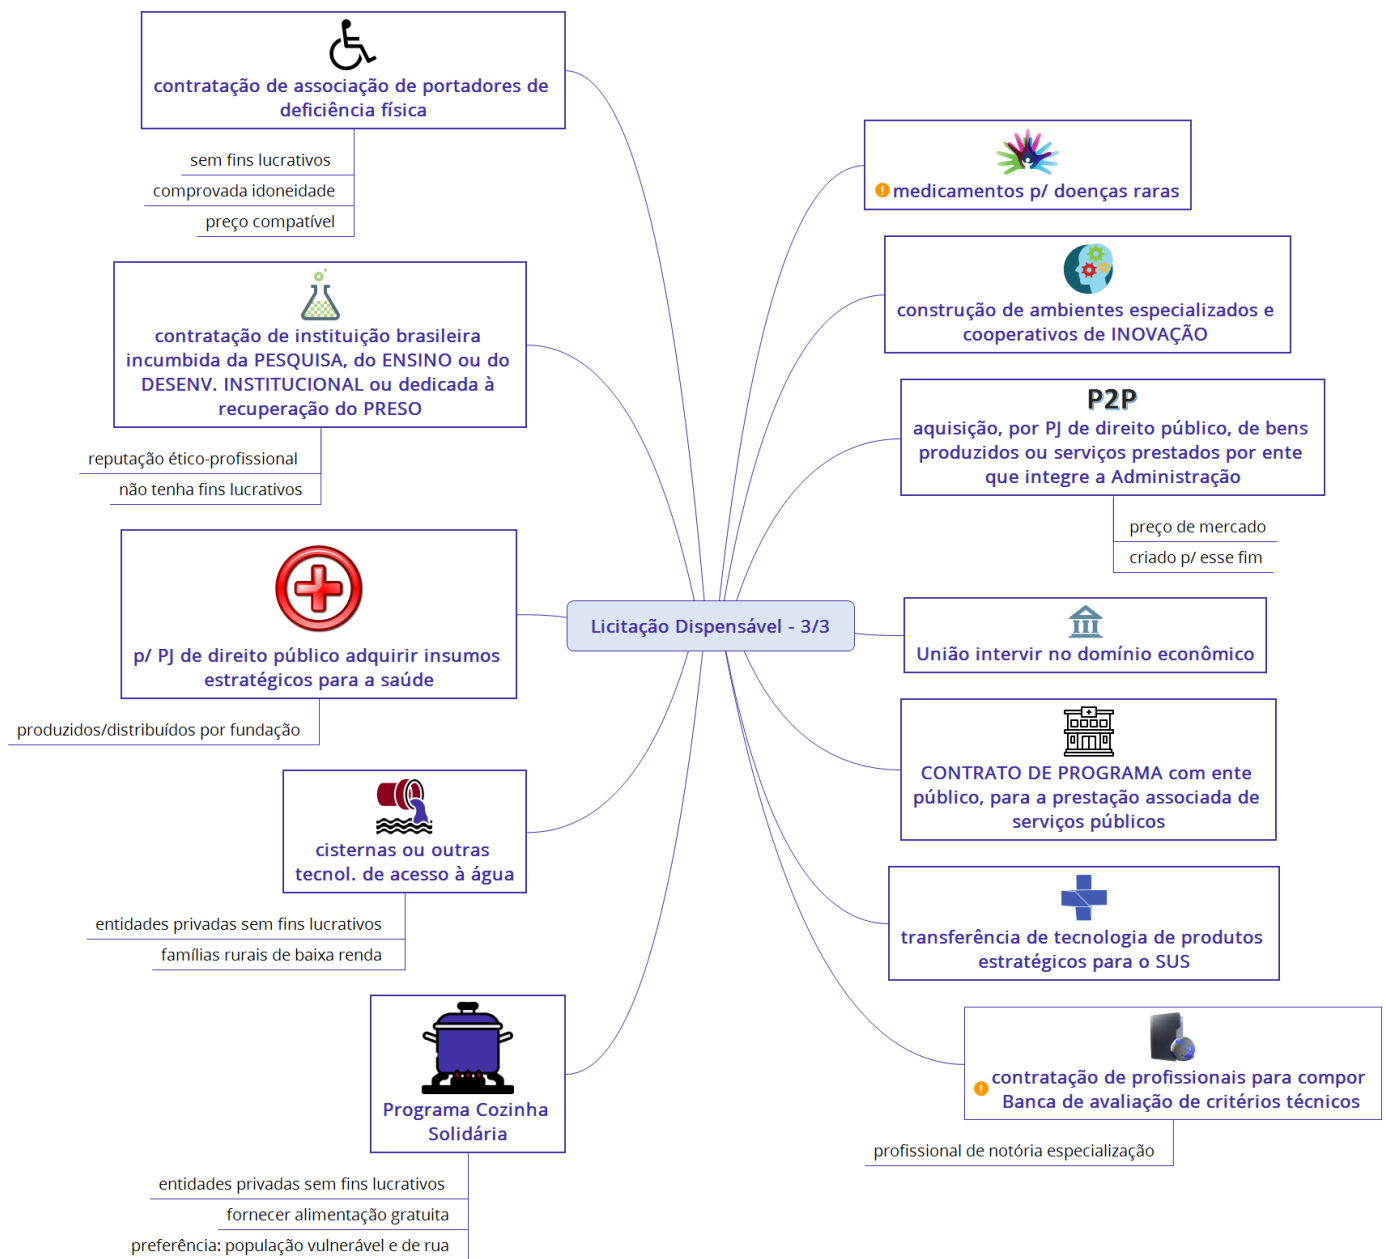 Licitação Dispensável - 3/3
medicamentos p/ doenças raras
construção de ambientes especializados e
cooperativos de INOVAÇÃO
P2P
aquisição, por PJ de direito público, de bens
produzidos ou serviços prestados por ente
que integre a Administração
preço de mercado
criado p/ esse fim
União intervir no domínio econômico
CONTRATO DE PROGRAMA com ente
público, para a prestação associada de
serviços públicos
transferência de tecnologia de produtos
estratégicos para o SUS
contratação de profissionais para compor
Banca de avaliação de critérios técnicos
profissional de notória especialização
contratação de associação de portadores de
deficiência física
sem fins lucrativos
comprovada idoneidade
preço compatível
contratação de instituição brasileira
incumbida da PESQUISA, do ENSINO ou do
DESENV. INSTITUCIONAL ou dedicada à
recuperação do PRESO
reputação ético-profissional
não tenha fins lucrativos
p/ PJ de direito público adquirir insumos
estratégicos para a saúde
produzidos/distribuídos por fundação
cisternas ou outras
tecnol. de acesso à água
entidades privadas sem fins lucrativos
famílias rurais de baixa renda
Programa Cozinha
Solidária
entidades privadas sem fins lucrativos
fornecer alimentação gratuita
preferência: população vulnerável e de rua